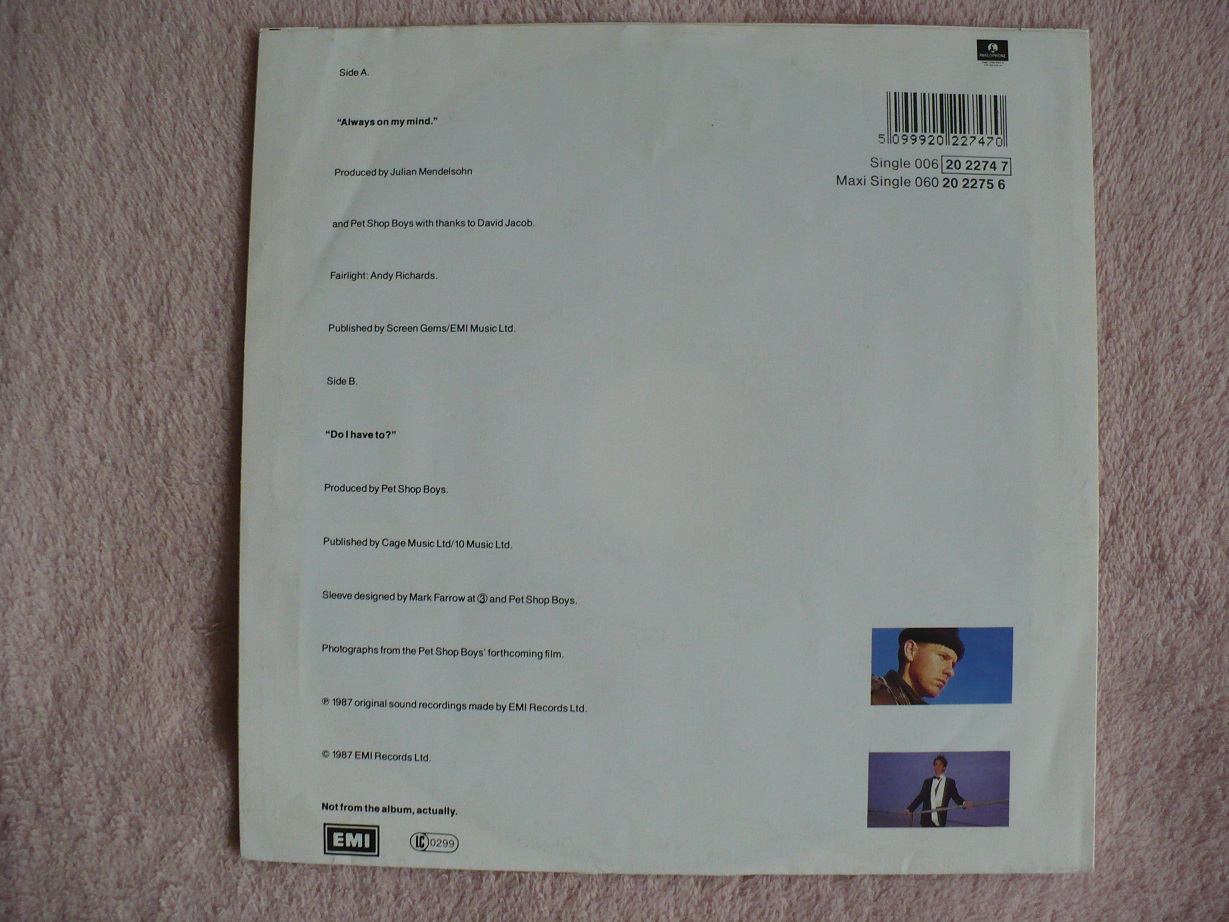 Side A.
“Always on my mind.”
Produced by Julian Mendelsohn
and Pet Shop Boys with thanks to David Jacob.
Fairlight: Andy Richards.
Published by Screen Gems/EMI Music Ltd.
Side B.
“Do I have to?”
Produced by Pet Shop Boys.
Published by Cage Music Ltd/10 Music Ltd.
Sleeve designed by Mark Farrow at ③ and Pet Shop Boys.
Photographs from the Pet Shop Boys' forthcoming film.
℗ 1987 original sound recordings made by EMI Records Ltd.
© 1987 EMI Records Ltd.
Not from the album, actually.
EMI
LC 0299
PARLOPHONE
5 099920 227470
Single 006 20 2274 7
Maxi Single 060 20 2275 6